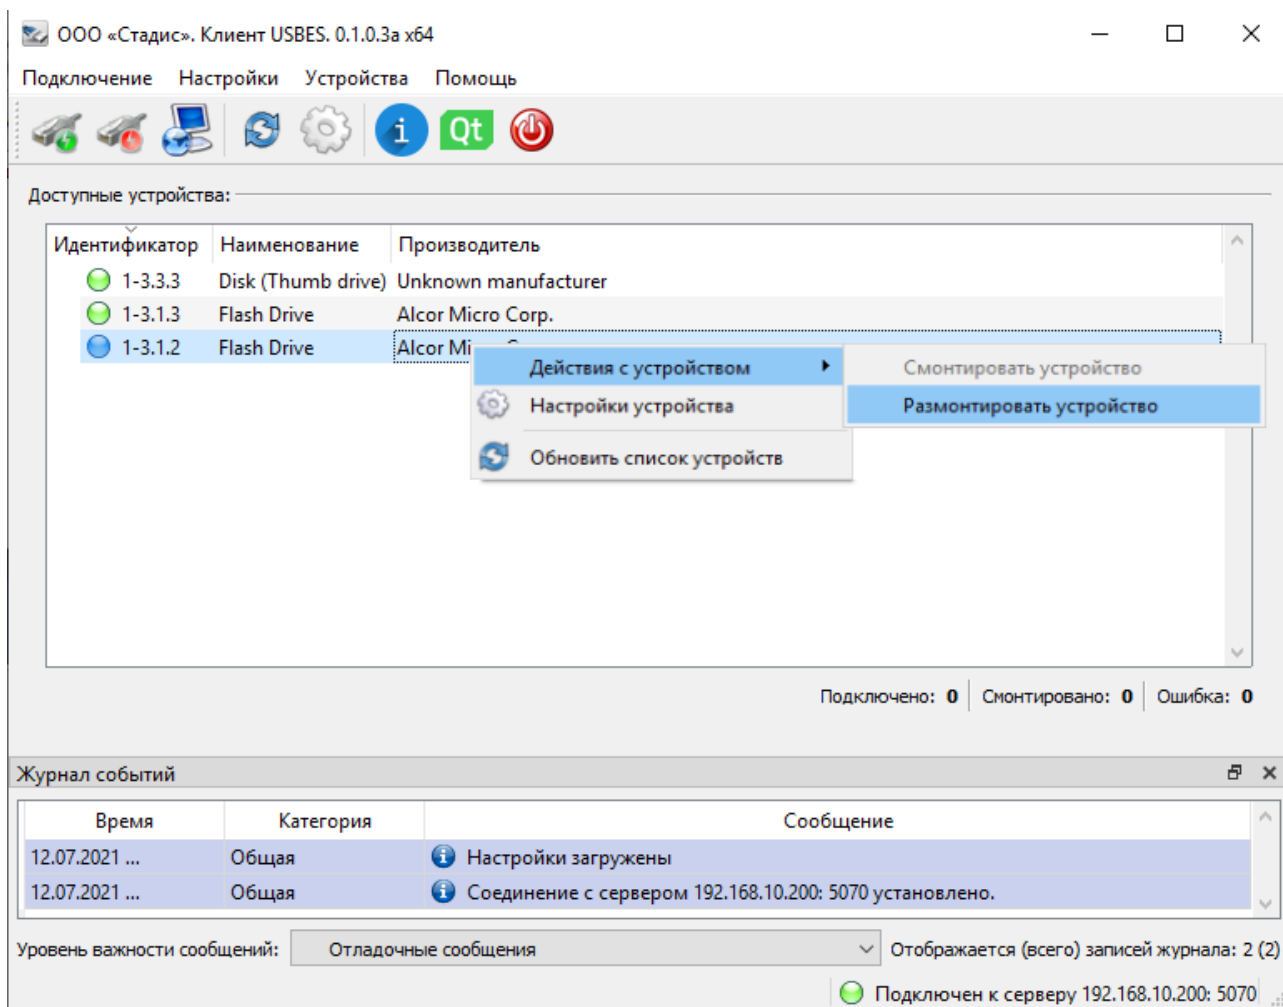 ООО «Стадис». Клиент USBES. 0.1.0.3a x64
Подключение Настройки Устройства Помощь
i Qt
Доступные устройства:
Идентификатор Наименование Производитель
1-3.3.3 Disk (Thumb drive) Unknown manufacturer
1-3.1.3 Flash Drive Alcor Micro Corp.
1-3.1.2 Flash Drive Alcor Mi
Действия с устройством Смонтировать устройство
Настройки устройства Размонтировать устройство
Обновить список устройств
Подключено: 0 Смонтировано: 0 Ошибка: 0
Журнал событий
Время Категория Сообщение
12.07.2021 ... Общая Настройки загружены
12.07.2021 ... Общая Соединение с сервером 192.168.10.200: 5070 установлено.
Уровень важности сообщений: Отладочные сообщения Отображается (всего) записей журнала: 2 (2)
Подключен к серверу 192.168.10.200: 5070